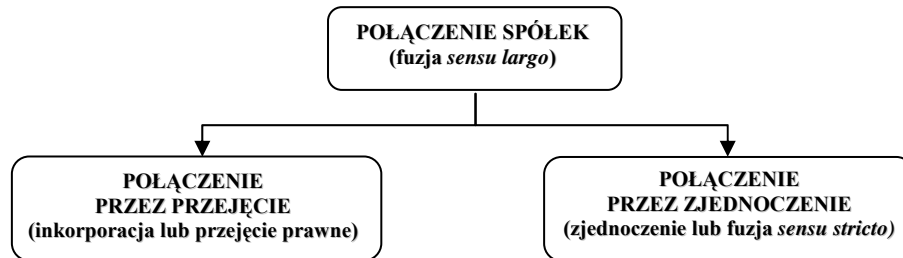 POŁĄCZENIE SPÓŁEK
(fuzja sensu largo)
POŁĄCZENIE
PRZEZ PRZEJĘCIE
(inkorporacja lub przejęcie prawne)
POŁĄCZENIE
PRZEZ ZJEDNOCZENIE
(zjednoczenie lub fuzja sensu stricto)